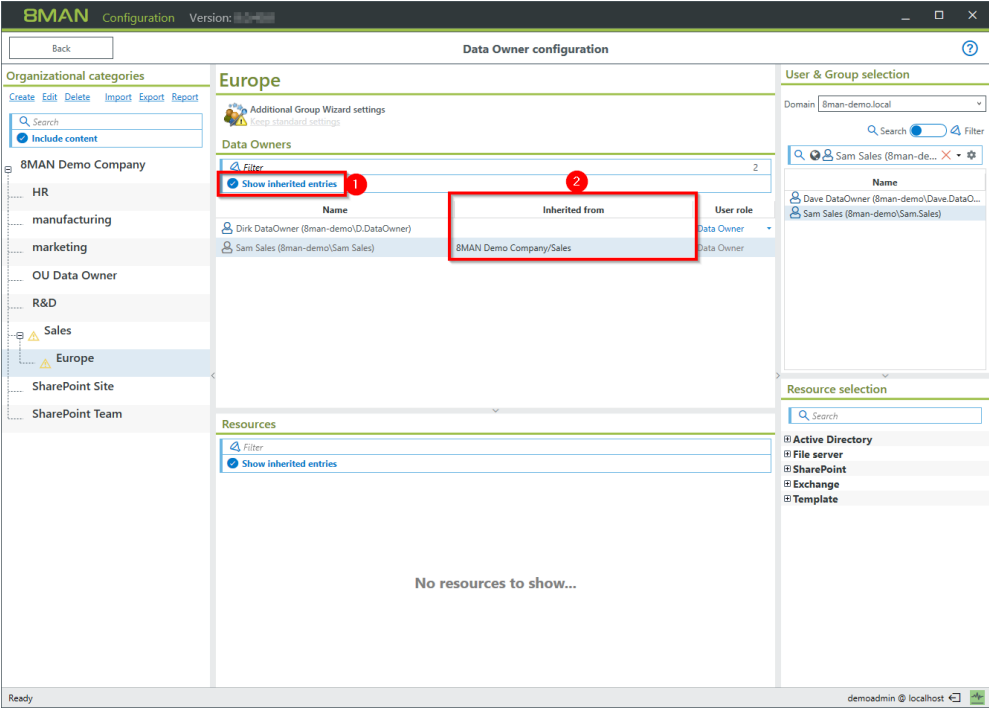 8MAN Configuration Version:
Back
Data Owner configuration
?
Organizational categories
Create Edit Delete Import Export Report
Search
Include content
8MAN Demo Company
HR
manufacturing
marketing
OU Data Owner
R&D
Sales
Europe
SharePoint Site
SharePoint Team
Europe
Additional Group Wizard settings
Keep standard settings
Data Owners
Filter 2
Show inherited entries 1
2
Name Inherited from User role
Dirk DataOwner (8man-demo\D.DataOwner) Data Owner
Sam Sales (8man-demo\Sam Sales) 8MAN Demo Company/Sales Data Owner
Resources
Filter
Show inherited entries
No resources to show...
User & Group selection
Domain 8man-demo.local
Search Filter
Sam Sales (8man-de...
Name
Dave DataOwner (8man-demo\Dave.DataO...
Sam Sales (8man-demo\Sam.Sales)
Resource selection
Search
Active Directory
File server
SharePoint
Exchange
Template
Ready
demoadmin @ localhost